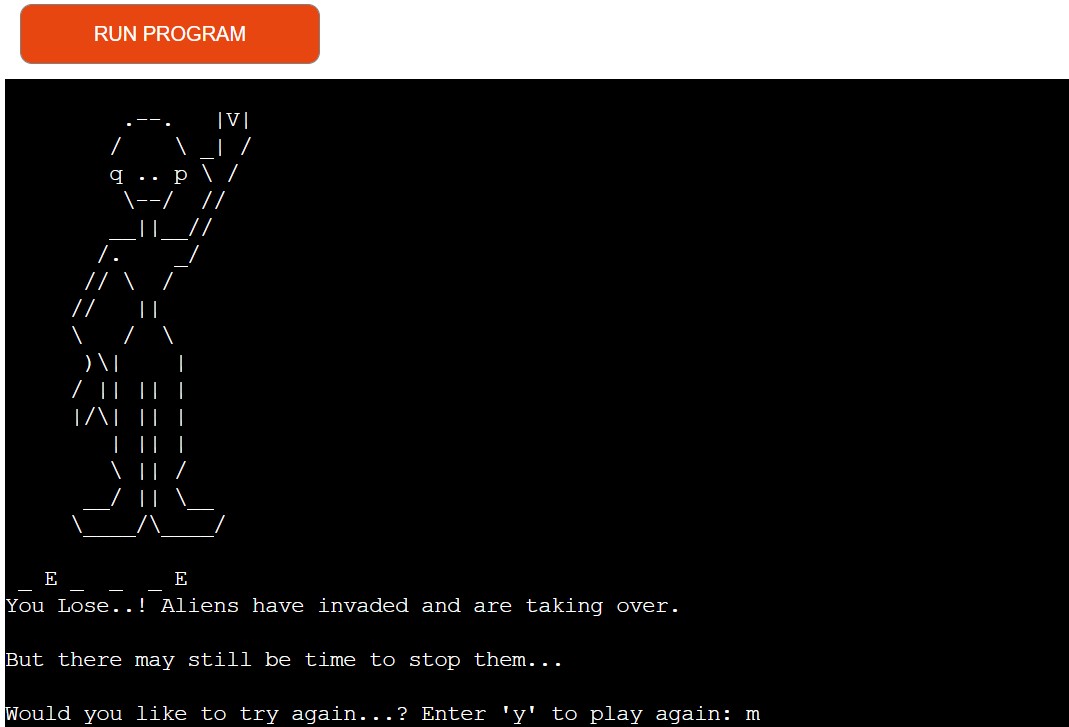 RUN PROGRAM
          .--.   |V|
        /    \ _| /
        q .. p \ /
         \--/  //
        __||__//
       /.    _/
      // \  /
     //   ||
     \   /  \
      )\|    |
     / || || |
     |/\| || |
        | || |
        \ || /
      __/ || \__
     \____/\____/
 _ E _  _  _ E
You Lose..! Aliens have invaded and are taking over.
But there may still be time to stop them...
Would you like to try again...? Enter 'y' to play again: m